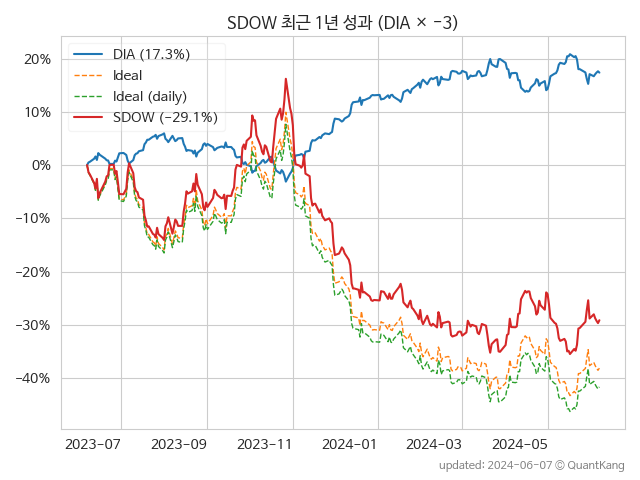 SDOW 최근 1년 성과 (DIA × −3)
DIA (17.3%)
Ideal
Ideal (daily)
SDOW (−29.1%)
20%
10%
0%
−10%
−20%
−30%
−40%
2023−07
2023−09
2023−11
2024−01
2024−03
2024−05
updated: 2024−06−07 © QuantKang